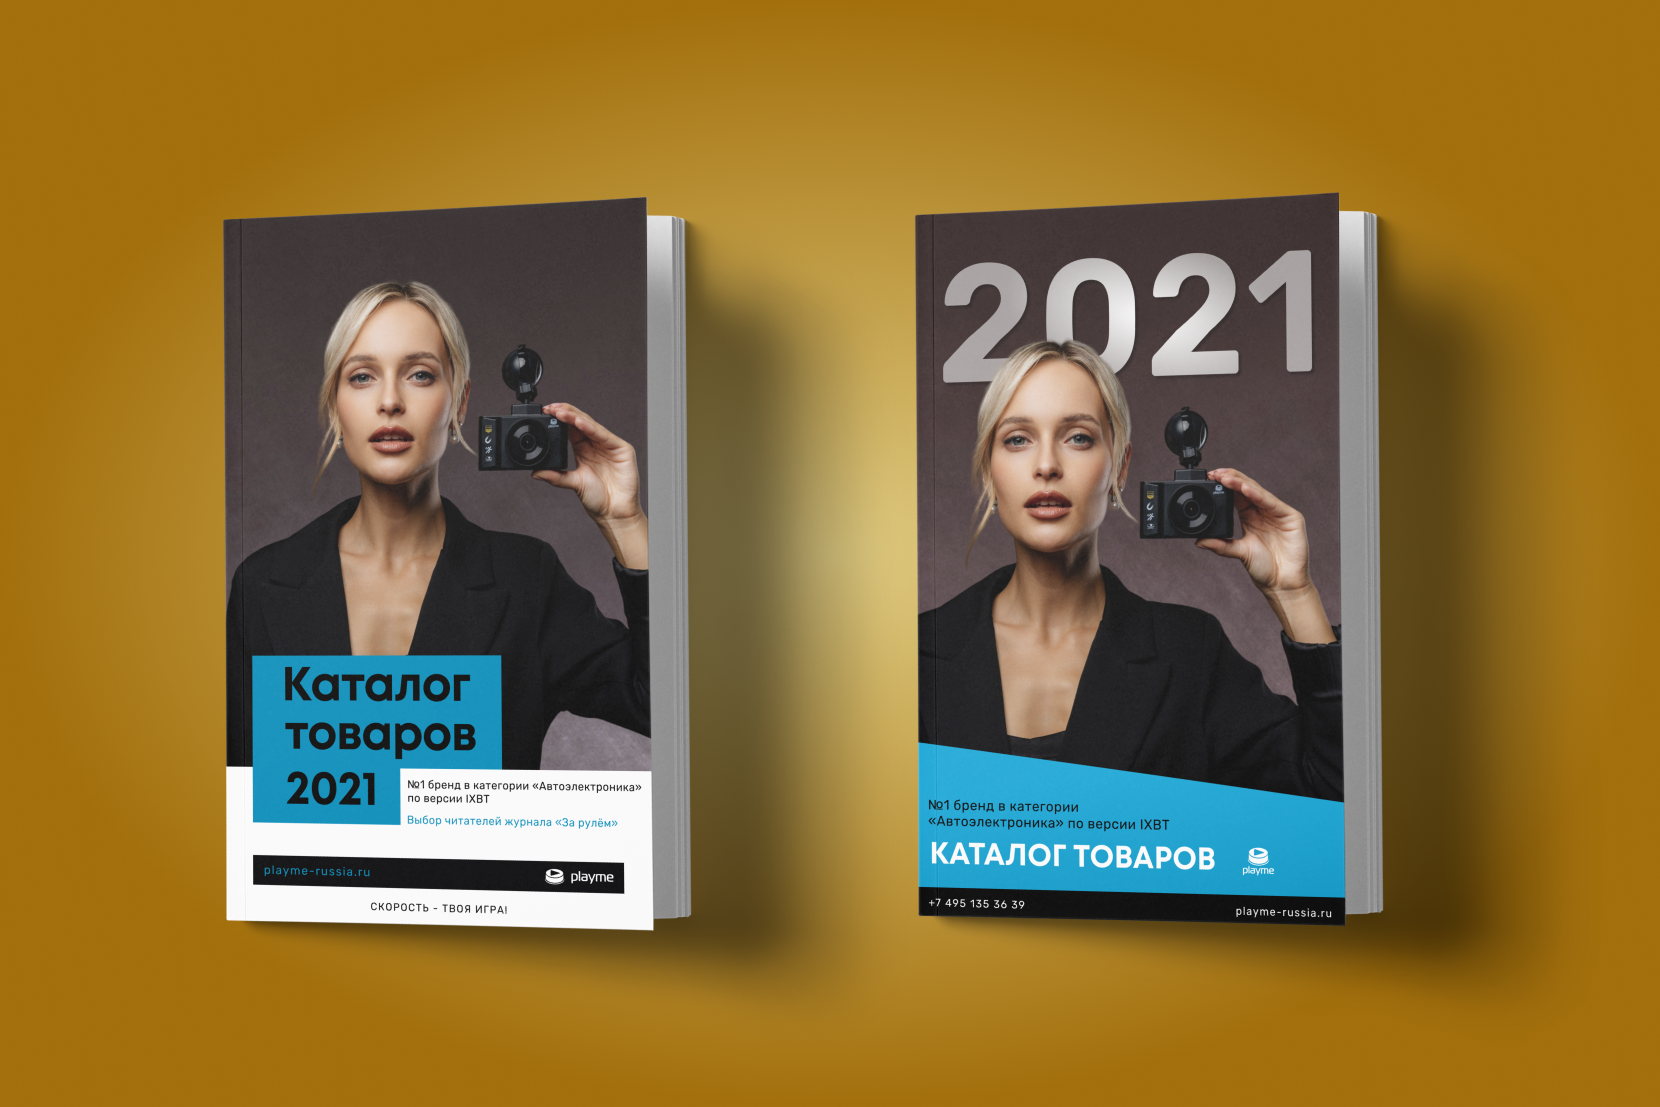 Каталог
товаров
2021
№1 бренд в категории «Автоэлектроника»
по версии IXBT
Выбор читателей журнала «За рулём»
playme-russia.ru
playme
СКОРОСТЬ - ТВОЯ ИГРА!
2021
№1 бренд в категории
«Автоэлектроника» по версии IXBT
КАТАЛОГ ТОВАРОВ
playme
+7 495 135 36 39
playme-russia.ru